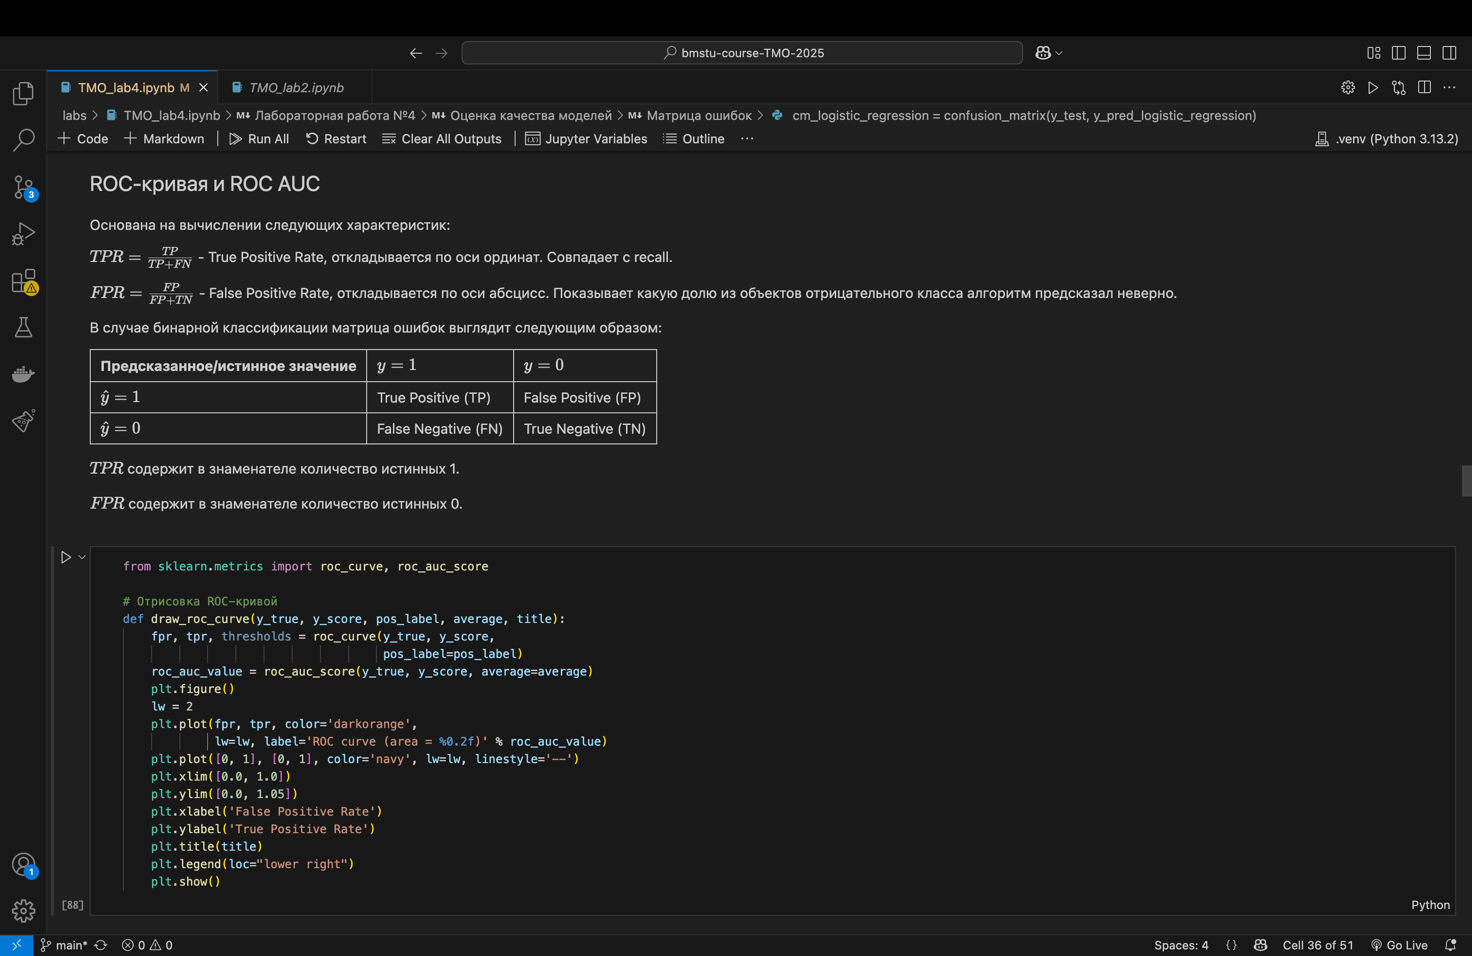 bmstu-course-TMO-2025
TMO_lab4.ipynb M
TMO_lab2.ipynb
labs > TMO_lab4.ipynb > M↓ Лабораторная работа №4 > M↓ Оценка качества моделей > M↓ Матрица ошибок > cm_logistic_regression = confusion_matrix(y_test, y_pred_logistic_regression)
+ Code + Markdown | Run All Restart Clear All Outputs | Jupyter Variables Outline ··· .venv (Python 3.13.2)
3
ROC-кривая и ROC AUC
Основана на вычислении следующих характеристик:
TPR = TP/(TP+FN) - True Positive Rate, откладывается по оси ординат. Совпадает с recall.
FPR = FP/(FP+TN) - False Positive Rate, откладывается по оси абсцисс. Показывает какую долю из объектов отрицательного класса алгоритм предсказал неверно.
В случае бинарной классификации матрица ошибок выглядит следующим образом:
Предсказанное/истинное значение y = 1 y = 0
ŷ = 1 True Positive (TP) False Positive (FP)
ŷ = 0 False Negative (FN) True Negative (TN)
TPR содержит в знаменателе количество истинных 1.
FPR содержит в знаменателе количество истинных 0.
from sklearn.metrics import roc_curve, roc_auc_score
# Отрисовка ROC-кривой
def draw_roc_curve(y_true, y_score, pos_label, average, title):
fpr, tpr, thresholds = roc_curve(y_true, y_score,
pos_label=pos_label)
roc_auc_value = roc_auc_score(y_true, y_score, average=average)
plt.figure()
lw = 2
plt.plot(fpr, tpr, color='darkorange',
lw=lw, label='ROC curve (area = %0.2f)' % roc_auc_value)
plt.plot([0, 1], [0, 1], color='navy', lw=lw, linestyle='--')
plt.xlim([0.0, 1.0])
plt.ylim([0.0, 1.05])
plt.xlabel('False Positive Rate')
plt.ylabel('True Positive Rate')
plt.title(title)
plt.legend(loc="lower right")
plt.show()
1
[88] Python
main* 0 0 Spaces: 4 {} Cell 36 of 51 Go Live